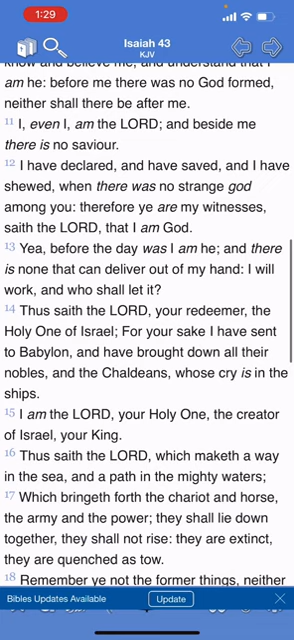 1:29
Isaiah 43
KJV
know and believe me, and understand that I
am he: before me there was no God formed,
neither shall there be after me.
11 I, even I, am the LORD; and beside me
there is no saviour.
12 I have declared, and have saved, and I have
shewed, when there was no strange god
among you: therefore ye are my witnesses,
saith the LORD, that I am God.
13 Yea, before the day was I am he; and there
is none that can deliver out of my hand: I will
work, and who shall let it?
14 Thus saith the LORD, your redeemer, the
Holy One of Israel; For your sake I have sent
to Babylon, and have brought down all their
nobles, and the Chaldeans, whose cry is in the
ships.
15 I am the LORD, your Holy One, the creator
of Israel, your King.
16 Thus saith the LORD, which maketh a way
in the sea, and a path in the mighty waters;
17 Which bringeth forth the chariot and horse,
the army and the power; they shall lie down
together, they shall not rise: they are extinct,
they are quenched as tow.
18 Remember ye not the former things, neither
Bibles Updates Available
Update